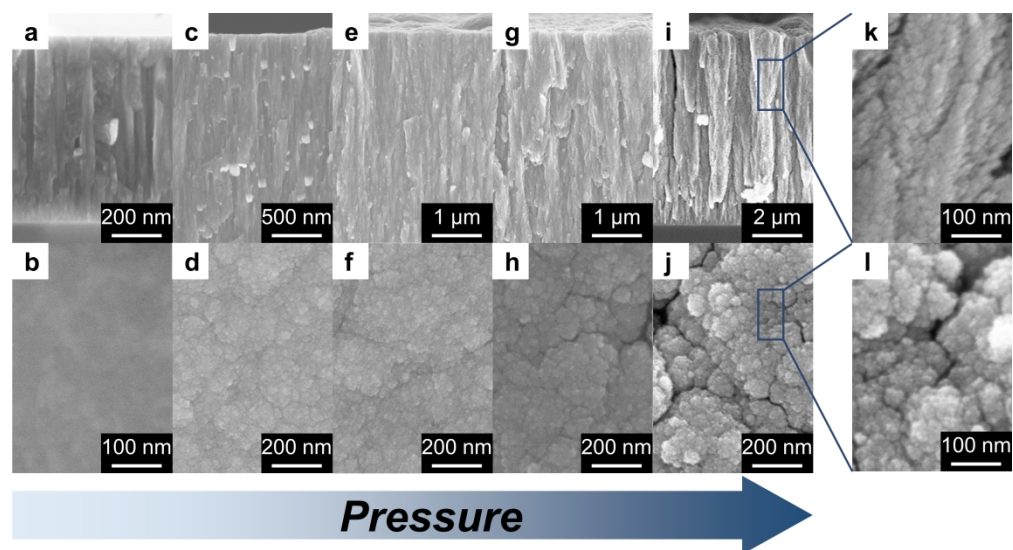 a
c
e
g
i
k
200 nm
500 nm
1 μm
1 μm
2 μm
100 nm
b
d
f
h
j
l
100 nm
200 nm
200 nm
200 nm
200 nm
100 nm
Pressure